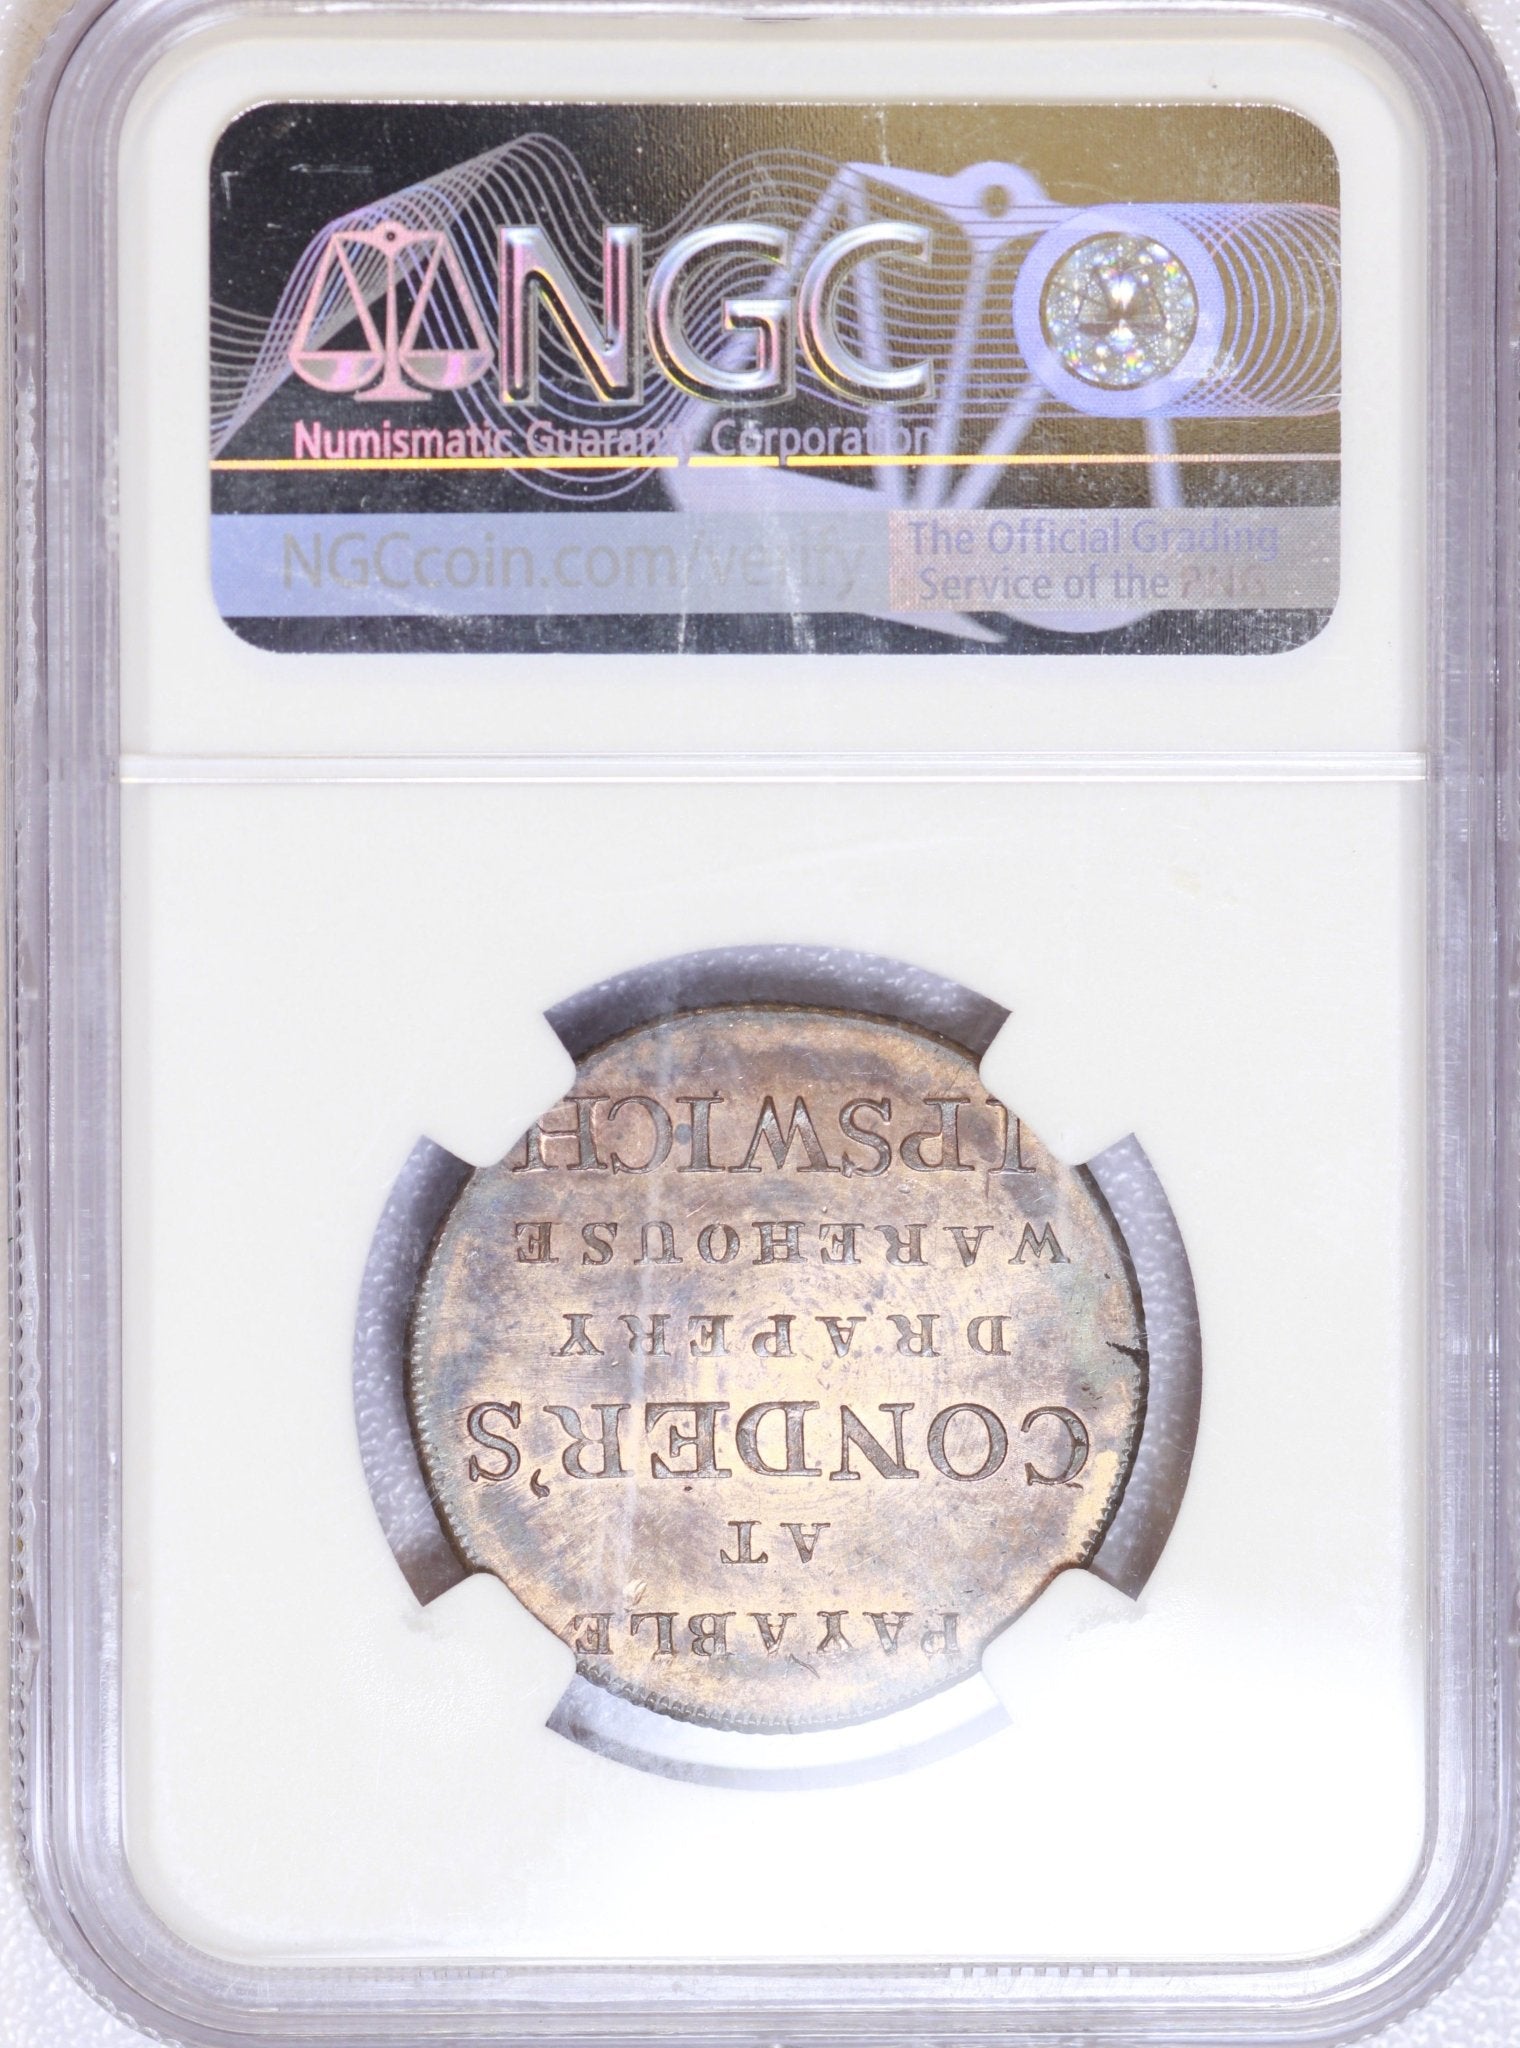 NGC
Numismatic Guaranty Corporation
NGCcoin.com/verify
The Official Grading
Service of the PNG
PAYABLE
AT
CONDER'S
DRAPERY
WAREHOUSE
IPSWICH